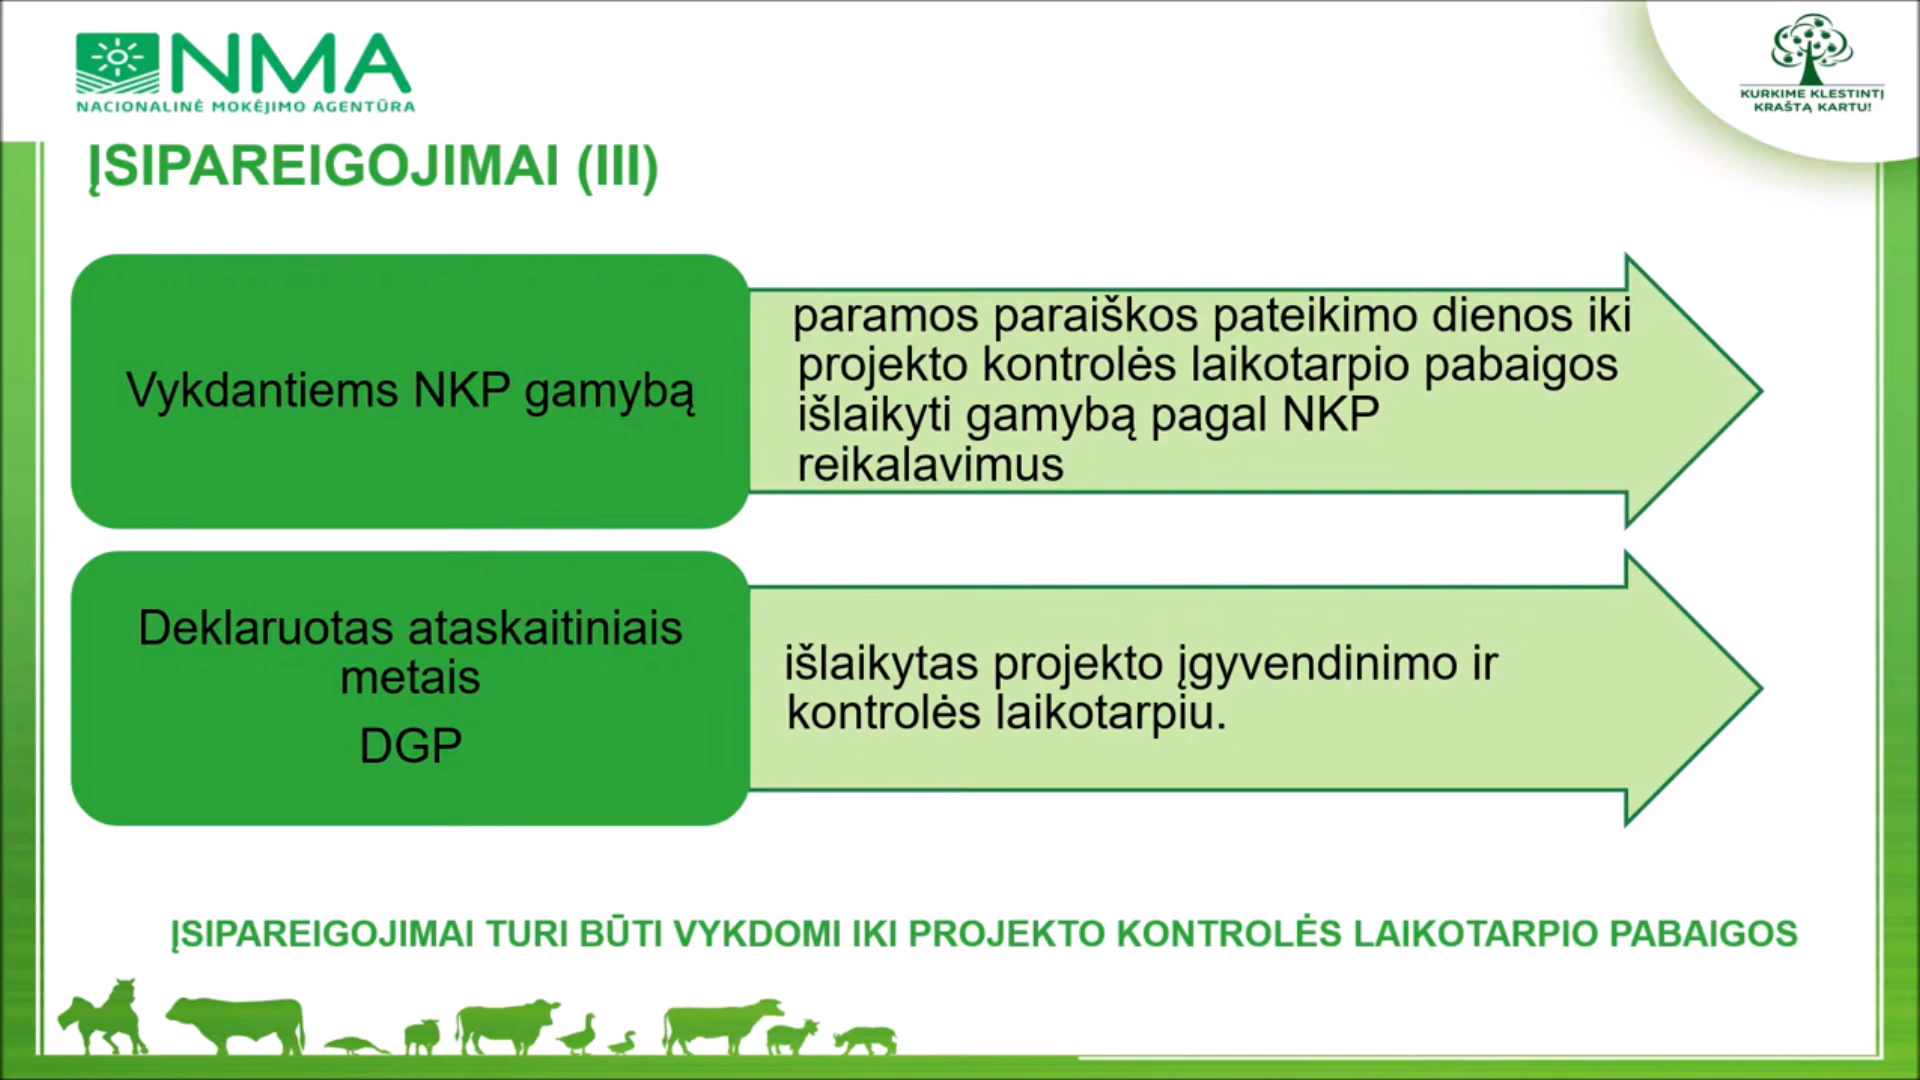 NMA
NACIONALINĖ MOKĖJIMO AGENTŪRA
KURKIME KLESTINTĮ
KRAŠTĄ KARTU!
ĮSIPAREIGOJIMAI (III)
Vykdantiems NKP gamybą
paramos paraiškos pateikimo dienos iki
projekto kontrolės laikotarpio pabaigos
išlaikyti gamybą pagal NKP
reikalavimus
Deklaruotas ataskaitiniais
metais
DGP
išlaikytas projekto įgyvendinimo ir
kontrolės laikotarpiu.
ĮSIPAREIGOJIMAI TURI BŪTI VYKDOMI IKI PROJEKTO KONTROLĖS LAIKOTARPIO PABAIGOS